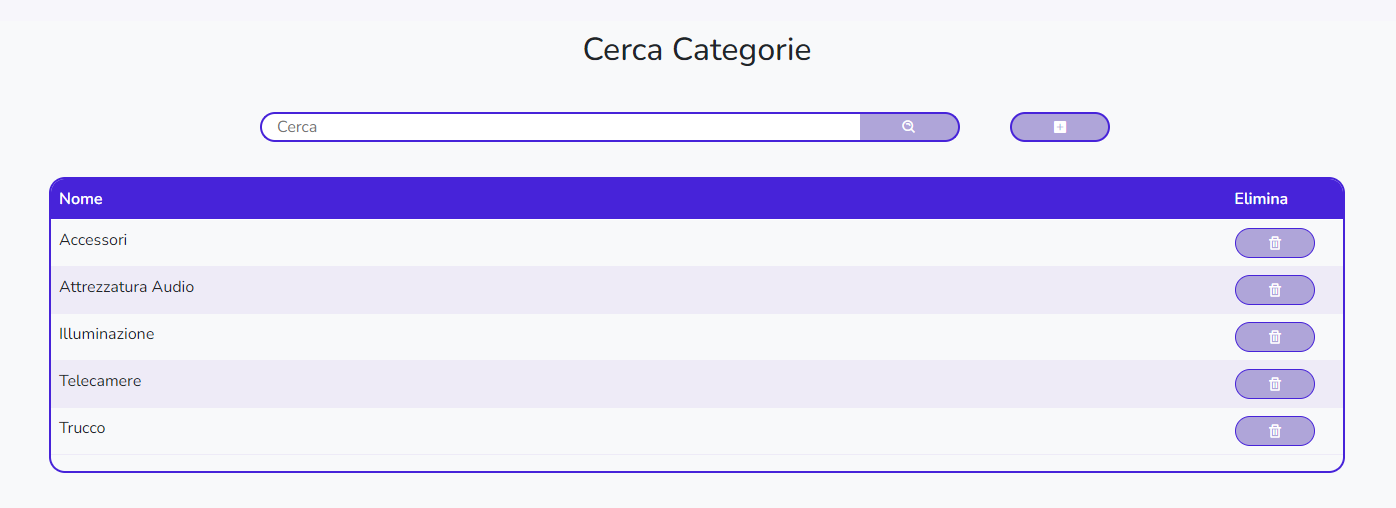 Cerca Categorie
Cerca
Nome Elimina
Accessori
Attrezzatura Audio
Illuminazione
Telecamere
Trucco